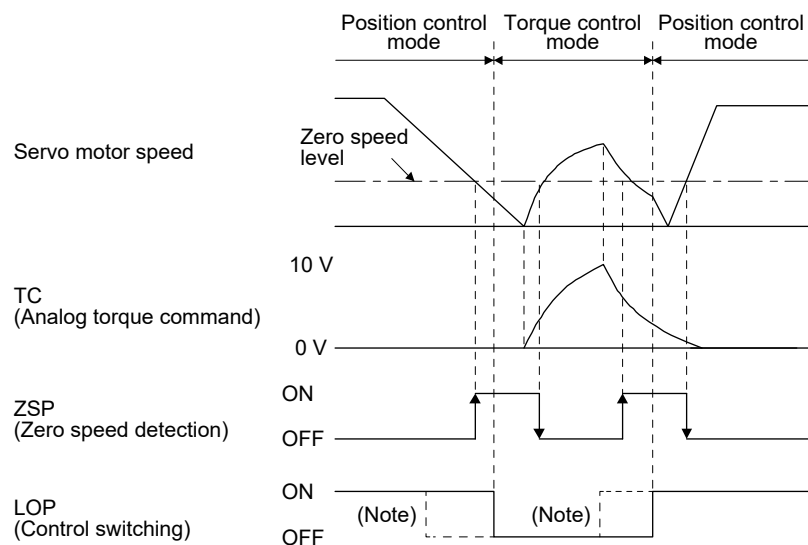 Position control
mode
Torque control
mode
Position control
mode
Servo motor speed
Zero speed
level
10 V
TC
(Analog torque command)
0 V
ON
ZSP
(Zero speed detection)
OFF
ON
LOP
(Control switching)
(Note)
(Note)
OFF